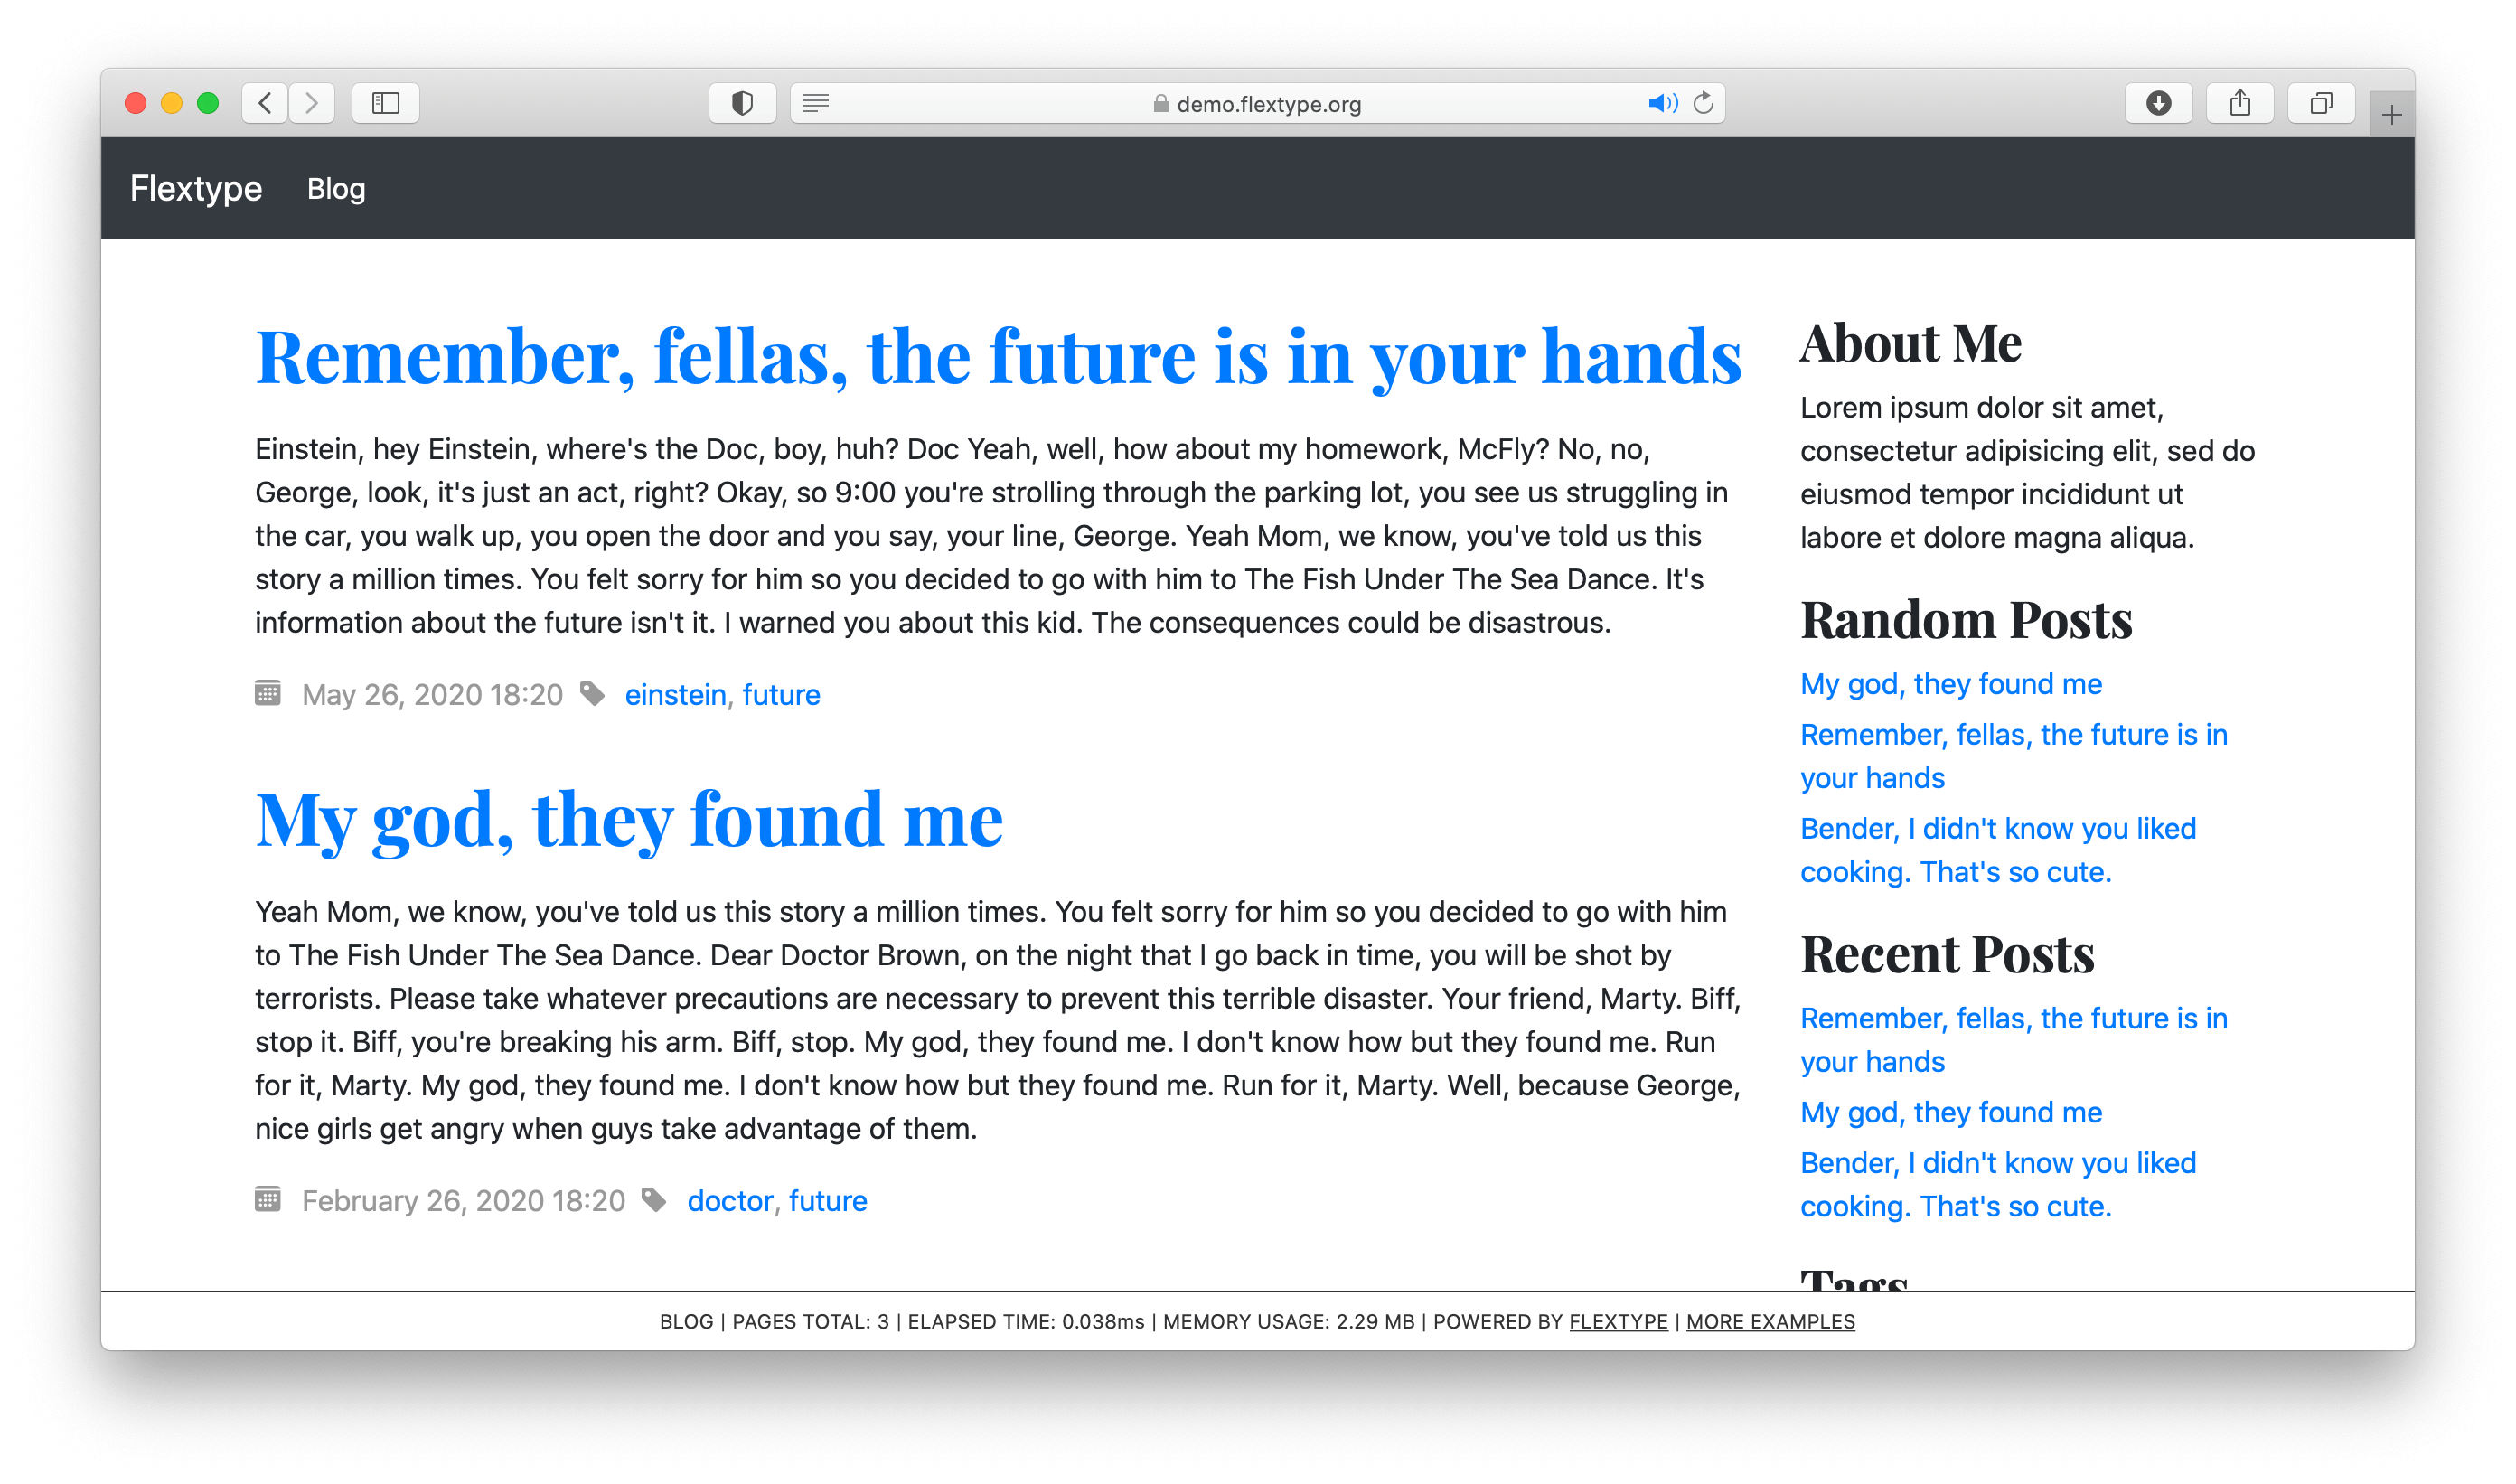 demo.flextype.org
Flextype Blog
Remember, fellas, the future is in your hands
Einstein, hey Einstein, where's the Doc, boy, huh? Doc Yeah, well, how about my homework, McFly? No, no,
George, look, it's just an act, right? Okay, so 9:00 you're strolling through the parking lot, you see us struggling in
the car, you walk up, you open the door and you say, your line, George. Yeah Mom, we know, you've told us this
story a million times. You felt sorry for him so you decided to go with him to The Fish Under The Sea Dance. It's
information about the future isn't it. I warned you about this kid. The consequences could be disastrous.
May 26, 2020 18:20 einstein, future
My god, they found me
Yeah Mom, we know, you've told us this story a million times. You felt sorry for him so you decided to go with him
to The Fish Under The Sea Dance. Dear Doctor Brown, on the night that I go back in time, you will be shot by
terrorists. Please take whatever precautions are necessary to prevent this terrible disaster. Your friend, Marty. Biff,
stop it. Biff, you're breaking his arm. Biff, stop. My god, they found me. I don't know how but they found me. Run
for it, Marty. My god, they found me. I don't know how but they found me. Run for it, Marty. Well, because George,
nice girls get angry when guys take advantage of them.
February 26, 2020 18:20 doctor, future
About Me
Lorem ipsum dolor sit amet,
consectetur adipisicing elit, sed do
eiusmod tempor incididunt ut
labore et dolore magna aliqua.
Random Posts
My god, they found me
Remember, fellas, the future is in
your hands
Bender, I didn't know you liked
cooking. That's so cute.
Recent Posts
Remember, fellas, the future is in
your hands
My god, they found me
Bender, I didn't know you liked
cooking. That's so cute.
Tags
BLOG | PAGES TOTAL: 3 | ELAPSED TIME: 0.038ms | MEMORY USAGE: 2.29 MB | POWERED BY FLEXTYPE | MORE EXAMPLES